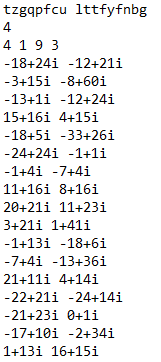 tzgqpfcu lttfyfnbg
4
4 1 9 3
-18+24i -12+21i
-3+15i -8+60i
-13+1i -12+24i
15+16i 4+15i
-18+5i -33+26i
-24+24i -1+1i
-1+4i -7+4i
11+16i 8+16i
20+21i 11+23i
3+21i 1+41i
-1+13i -18+6i
-7+4i -13+36i
21+11i 4+14i
-22+21i -24+14i
-21+23i 0+1i
-17+10i -2+34i
1+13i 16+15i